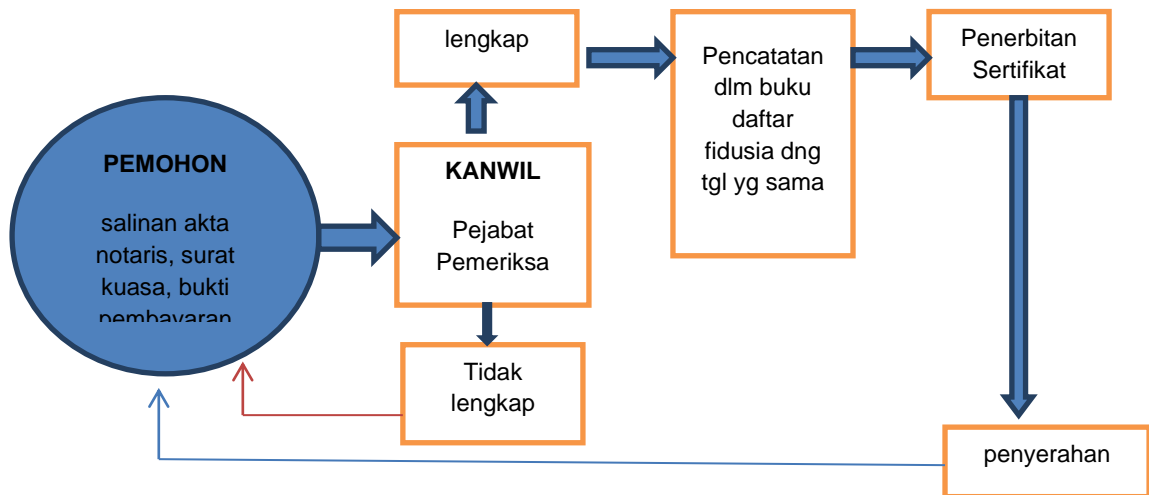 PEMOHON
salinan akta
notaris, surat
kuasa, bukti
pembayaran
KANWIL
Pejabat
Pemeriksa
lengkap
Tidak
lengkap
Pencatatan
dlm buku
daftar
fidusia dng
tgl yg sama
Penerbitan
Sertifikat
penyerahan